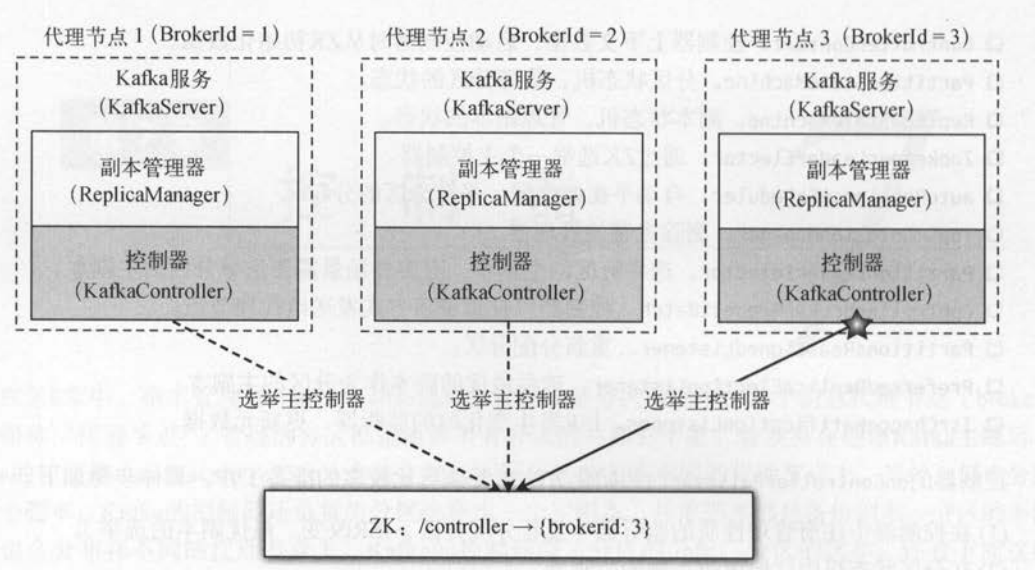 代理节点 1（BrokerId = 1）
代理节点 2（BrokerId = 2）
代理节点 3（BrokerId = 3）
Kafka服务
（KafkaServer）
副本管理器
（ReplicaManager）
控制器
（KafkaController）
Kafka服务
（KafkaServer）
副本管理器
（ReplicaManager）
控制器
（KafkaController）
Kafka服务
（KafkaServer）
副本管理器
（ReplicaManager）
控制器
（KafkaController）
选举主控制器
选举主控制器
选举主控制器
ZK：/controller → {brokerid: 3}